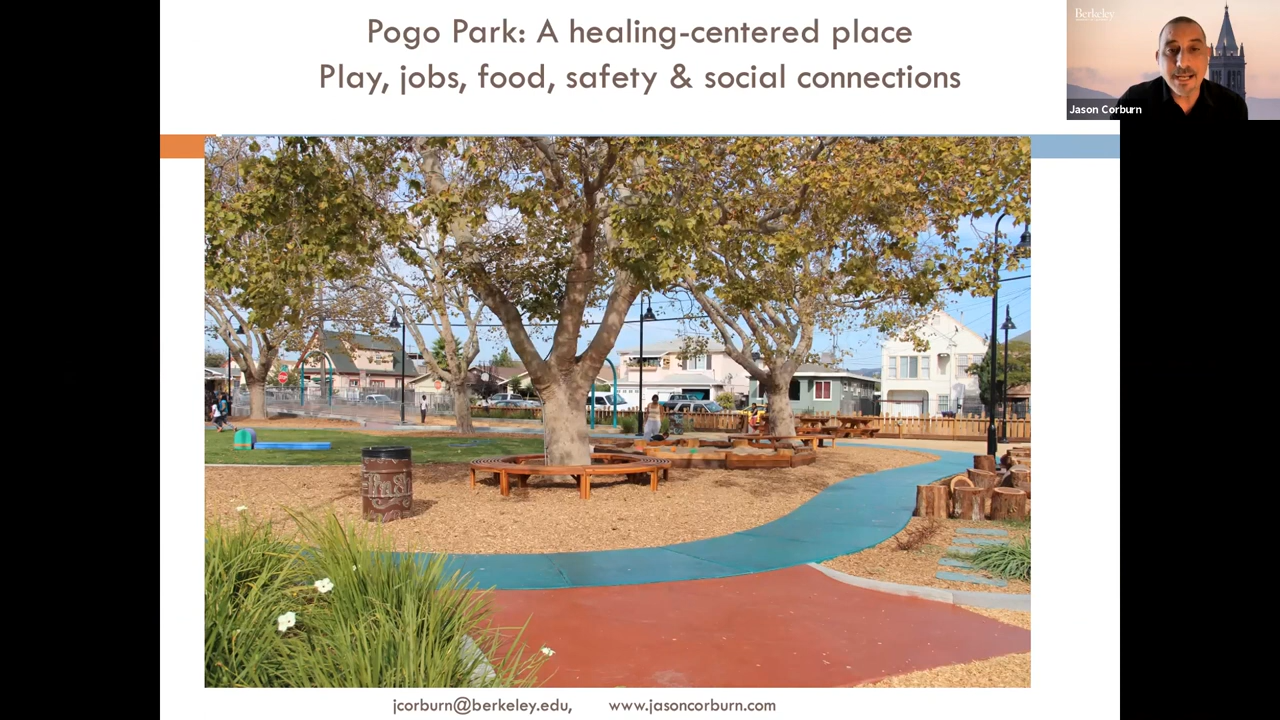 Pogo Park: A healing-centered place
Play, jobs, food, safety & social connections
Berkeley
Jason Corburn
jcorburn@berkeley.edu, www.jasoncorburn.com